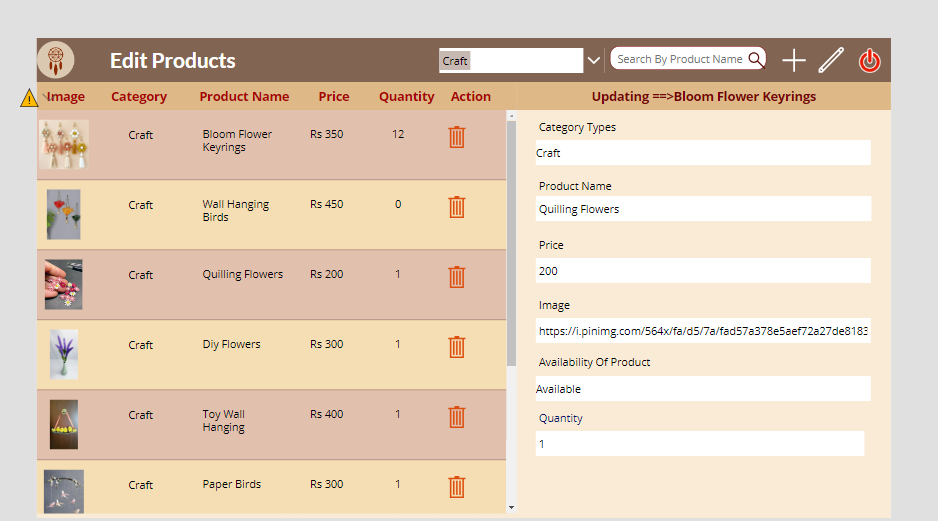 Edit Products
Craft
Search By Product Name
Image Category Product Name Price Quantity Action
Updating ==>Bloom Flower Keyrings
Craft
Bloom Flower
Keyrings
Rs 350
12
Craft
Wall Hanging
Birds
Rs 450
0
Craft
Quilling Flowers
Rs 200
1
Craft
Diy Flowers
Rs 300
1
Craft
Toy Wall
Hanging
Rs 400
1
Craft
Paper Birds
Rs 300
1
Category Types
Craft
Product Name
Quilling Flowers
Price
200
Image
https://i.pinimg.com/564x/fa/d5/7a/fad57a378e5aef72a27de8183
Availability Of Product
Available
Quantity
1